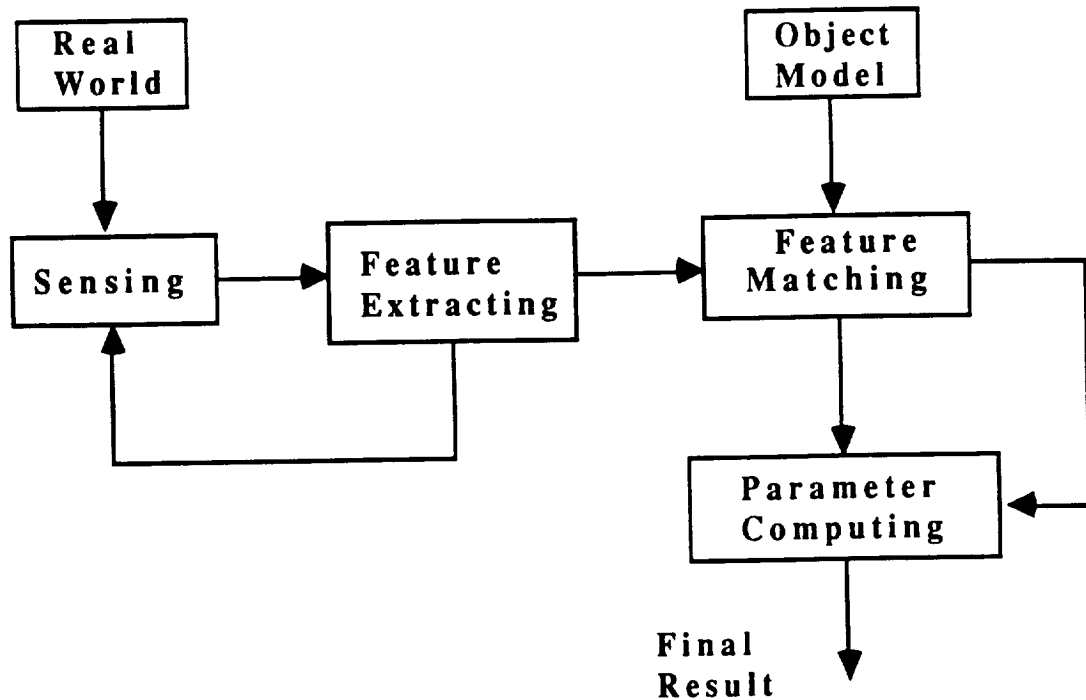 Real
World
Object
Model
Sensing
Feature
Extracting
Feature
Matching
Parameter
Computing
Final
Result